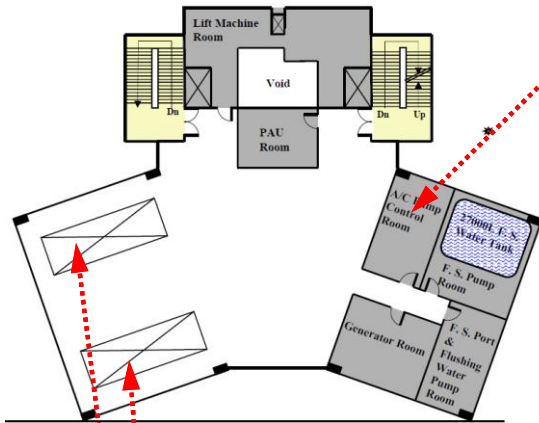 Lift Machine
Room
Void
Dn
PAU
Room
Dn
Up
A/C Pump
Control
Room
27000L F. S.
Water Tank
F. S. Pump
Room
Generator Room
F. S. Port
&
Flushing
Water
Pump
Room